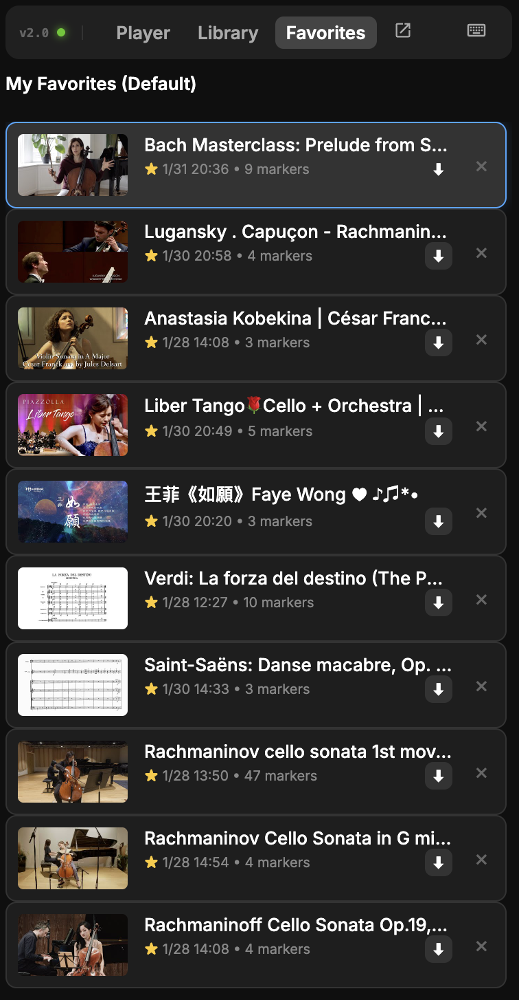 v2.0 Player Library Favorites
My Favorites (Default)
Bach Masterclass: Prelude from S...
1/31 20:36 • 9 markers
Lugansky . Capuçon - Rachmanin...
1/30 20:58 • 4 markers
Violin Sonata in A Major
César Franck arr. by Jules Delsart
Anastasia Kobekina | César Franc...
1/28 14:08 • 3 markers
PIAZZOLLA
Liber Tango
Liber Tango🌹Cello + Orchestra | ...
1/30 20:49 • 5 markers
王菲
如願
王菲《如願》Faye Wong ♥ ♪♫*•
1/30 20:20 • 3 markers
LA FORZA DEL DESTINO
SINFONIA
Verdi: La forza del destino (The P...
1/28 12:27 • 10 markers
Saint-Saëns: Danse macabre, Op. ...
1/30 14:33 • 3 markers
Rachmaninov cello sonata 1st mov...
1/28 13:50 • 47 markers
Rachmaninov Cello Sonata in G mi...
1/28 14:54 • 4 markers
Rachmaninoff Cello Sonata Op.19,...
1/28 14:08 • 4 markers